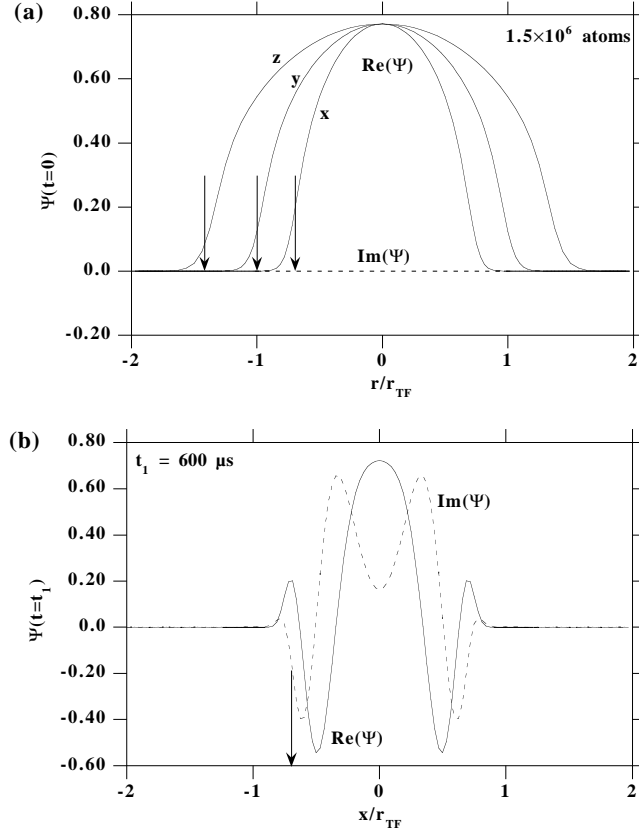 (a)
0.80
0.60
0.40
0.20
0.0
-0.20
Ψ(t=0)
1.5×10⁶ atoms
z
y
x
Re(Ψ)
Im(Ψ)
-2 -1 0 1 2
r/r_TF
(b)
0.80
0.60
0.40
0.20
0.0
-0.20
-0.40
-0.60
Ψ(t=t₁)
t₁ = 600 µs
Im(Ψ)
Re(Ψ)
-2 -1 0 1 2
x/r_TF